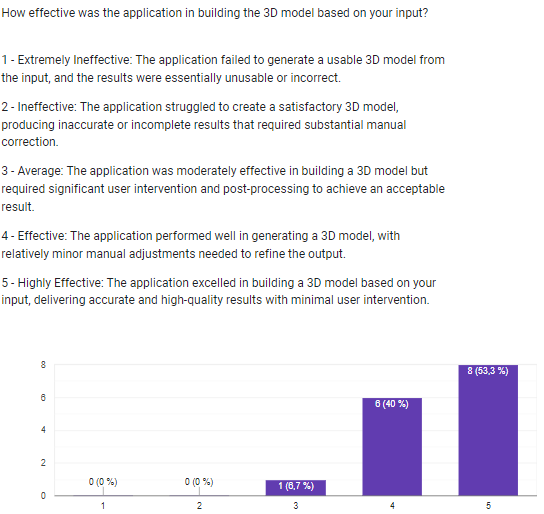 How effective was the application in building the 3D model based on your input?
1 - Extremely Ineffective: The application failed to generate a usable 3D model from
the input, and the results were essentially unusable or incorrect.
2 - Ineffective: The application struggled to create a satisfactory 3D model,
producing inaccurate or incomplete results that required substantial manual
correction.
3 - Average: The application was moderately effective in building a 3D model but
required significant user intervention and post-processing to achieve an acceptable
result.
4 - Effective: The application performed well in generating a 3D model, with
relatively minor manual adjustments needed to refine the output.
5 - Highly Effective: The application excelled in building a 3D model based on your
input, delivering accurate and high-quality results with minimal user intervention.
8
8 (53,3 %)
6
6 (40 %)
4
2
0 (0 %)
0 (0 %)
1 (6,7 %)
0
1
2
3
4
5